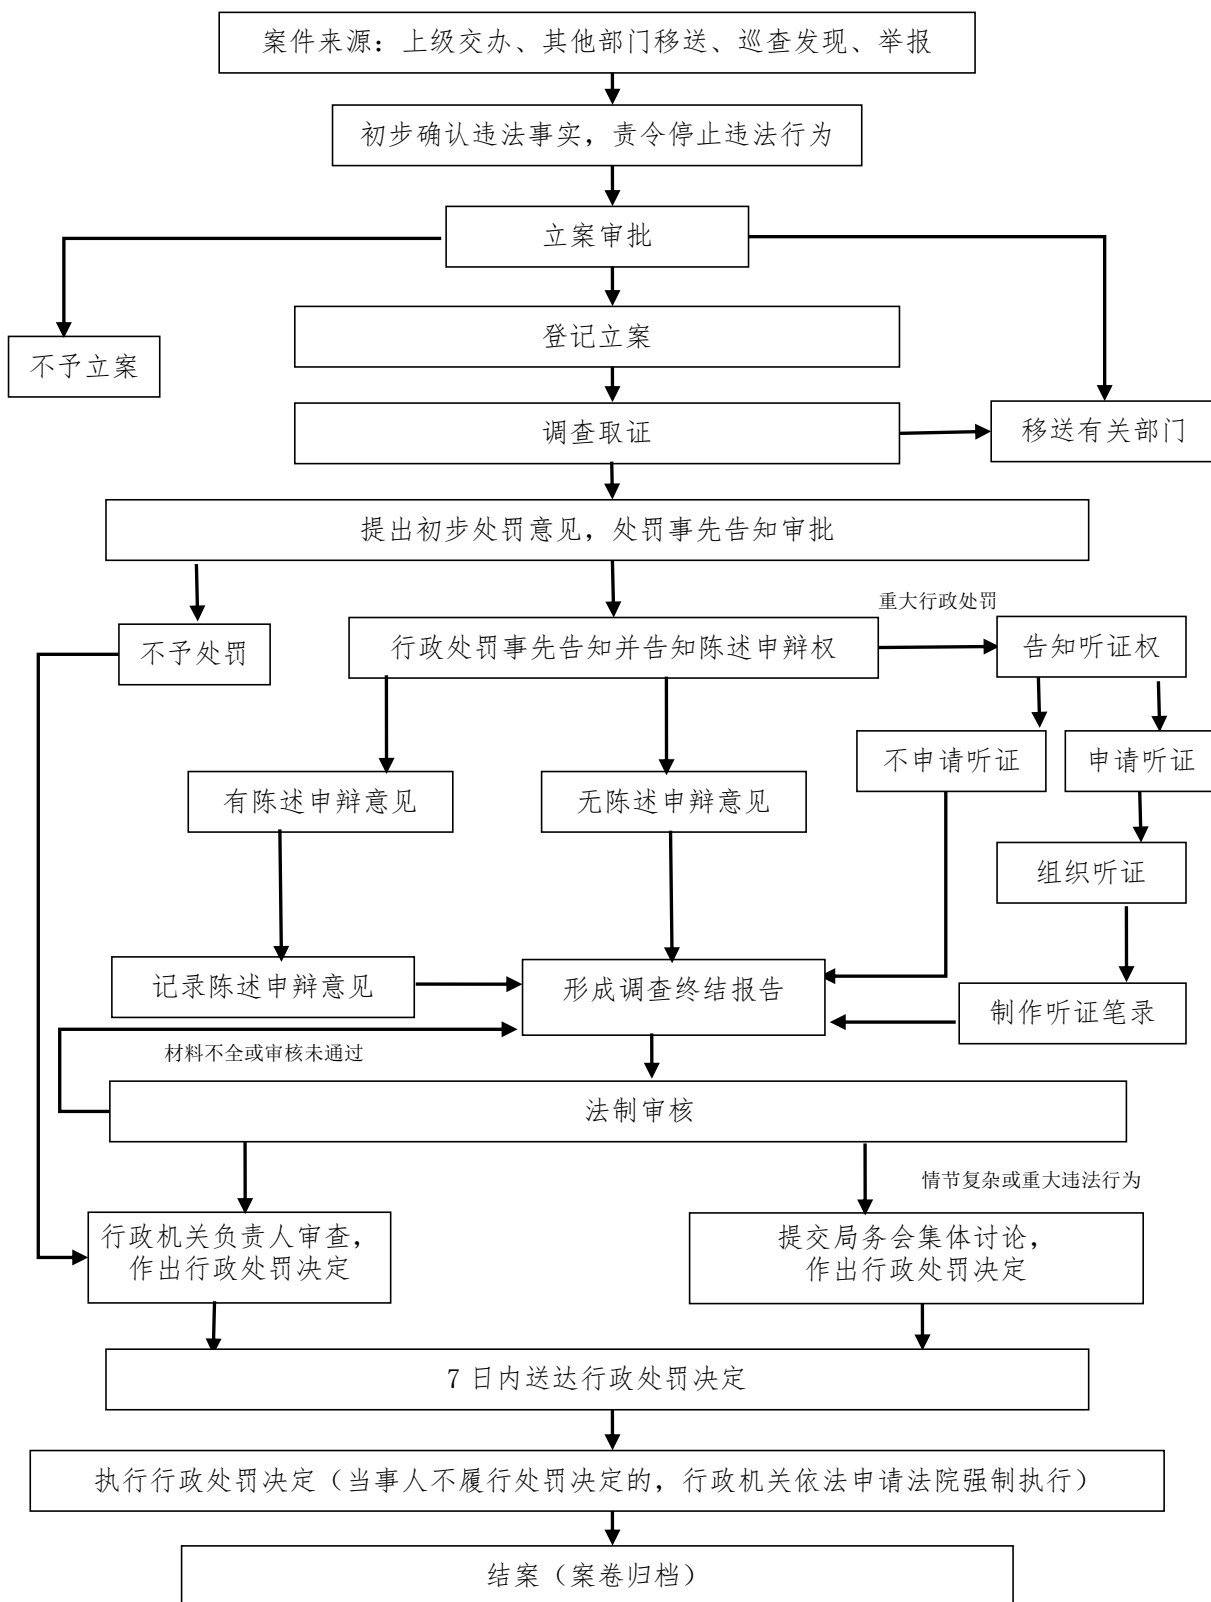 案件来源：上级交办、其他部门移送、巡查发现、举报
初步确认违法事实，责令停止违法行为
立案审批
登记立案
不予立案
调查取证
移送有关部门
提出初步处罚意见，处罚事先告知审批
重大行政处罚
不予处罚
行政处罚事先告知并告知陈述申辩权
告知听证权
不申请听证
申请听证
有陈述申辩意见
无陈述申辩意见
组织听证
记录陈述申辩意见
形成调查终结报告
制作听证笔录
材料不全或审核未通过
法制审核
情节复杂或重大违法行为
行政机关负责人审查，
作出行政处罚决定
提交局务会集体讨论，
作出行政处罚决定
7 日内送达行政处罚决定
执行行政处罚决定（当事人不履行处罚决定的，行政机关依法申请法院强制执行）
结案（案卷归档）